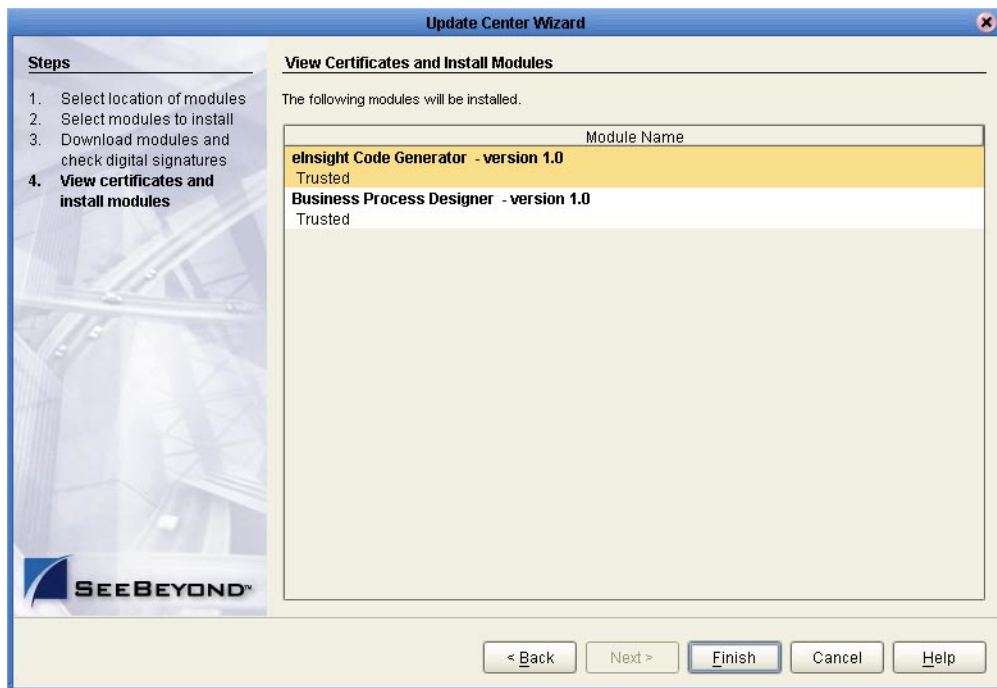 Update Center Wizard
Steps
1. Select location of modules
2. Select modules to install
3. Download modules and
check digital signatures
4. View certificates and
install modules
View Certificates and Install Modules
The following modules will be installed.
Module Name
eInsight Code Generator - version 1.0
Trusted
Business Process Designer - version 1.0
Trusted
SEEBEYOND™
< Back
Next >
Finish
Cancel
Help